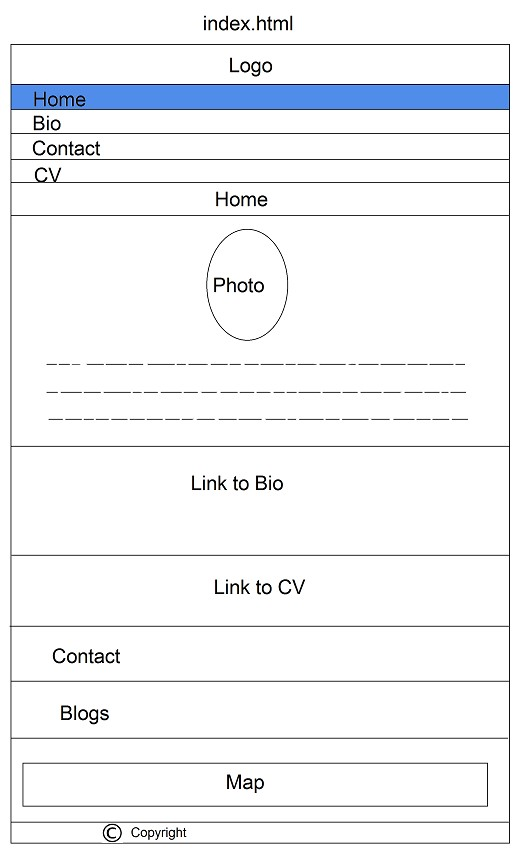 index.html
Logo
Home
Bio
Contact
CV
Home
Photo
Link to Bio
Link to CV
Contact
Blogs
Map
© Copyright